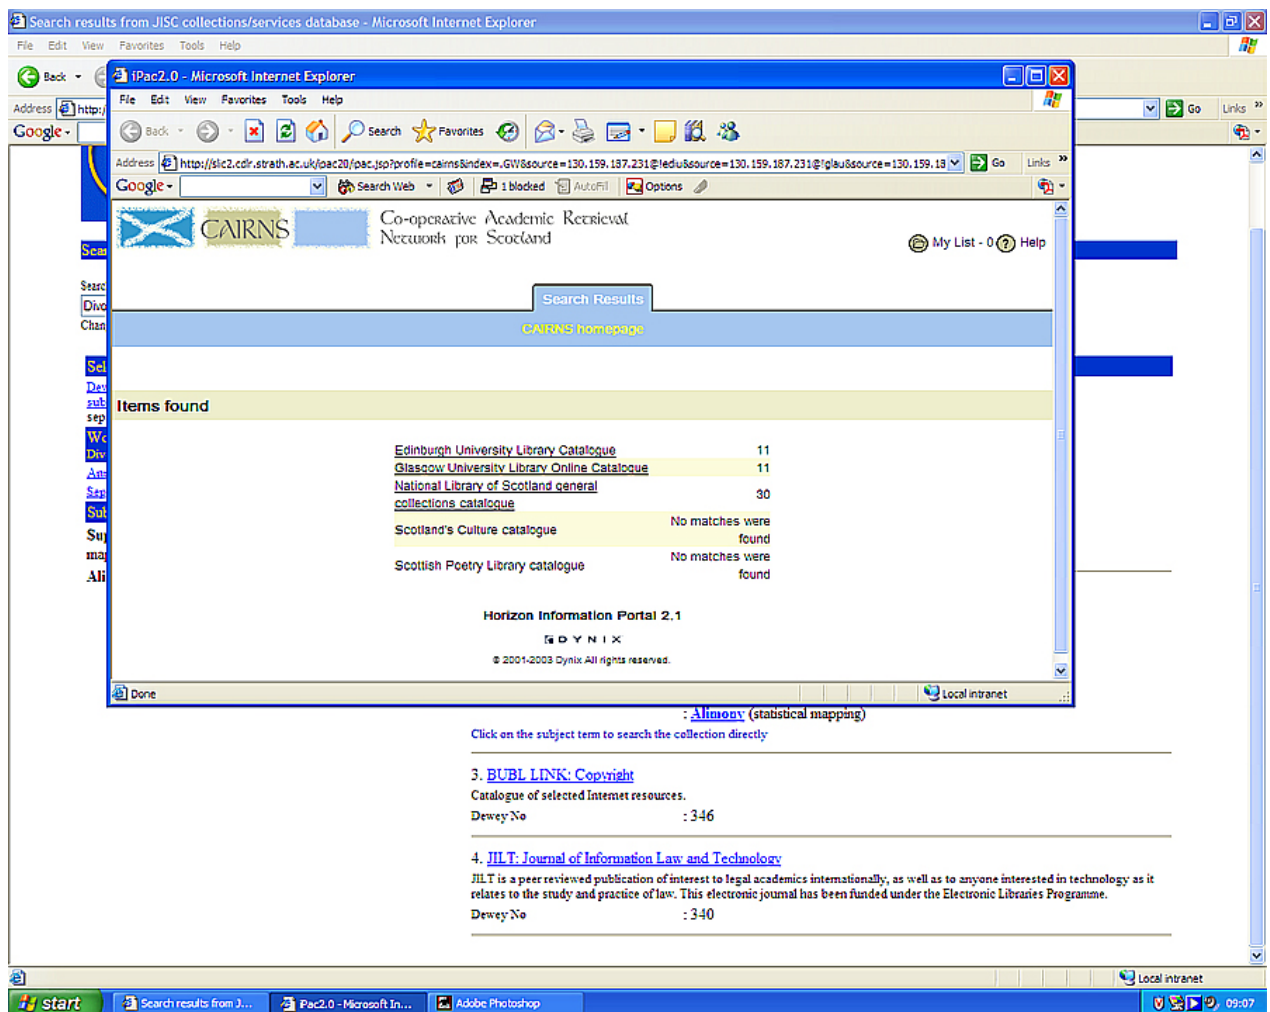 Search results from JISC collections/services database - Microsoft Internet Explorer
File Edit View Favorites Tools Help
Back
Address http:/ Go Links »
Google -
iPac2.0 - Microsoft Internet Explorer
File Edit View Favorites Tools Help
Back Search Favorites
Address http://slc2.cdlr.strath.ac.uk/ipac20/ipac.jsp?profile=cairns&index=.GW&source=130.159.187.231@!ediu&source=130.159.187.231@!glau&source=130.159.18 Go Links »
Google - Search Web 1 blocked AutoFill Options
CAIRNS Co-operative Academic Retrieval
Network for Scotland
My List - 0 ? Help
Search Results
CAIRNS homepage
Items found
Edinburgh University Library Catalogue 11
Glasgow University Library Online Catalogue 11
National Library of Scotland general
collections catalogue 30
Scotland's Culture catalogue No matches were
found
Scottish Poetry Library catalogue No matches were
found
Horizon Information Portal 2.1
DYNIX
© 2001-2003 Dynix All rights reserved.
Done Local intranet
: Alimony (statistical mapping)
Click on the subject term to search the collection directly
3. BUBL LINK: Copyright
Catalogue of selected Internet resources.
Dewey No : 346
4. JILT: Journal of Information Law and Technology
JILT is a peer reviewed publication of interest to legal academics internationally, as well as to anyone interested in technology as it
relates to the study and practice of law. This electronic journal has been funded under the Electronic Libraries Programme.
Dewey No : 340
Local intranet
start Search results from J... iPac2.0 - Microsoft In... Adobe Photoshop 09:07